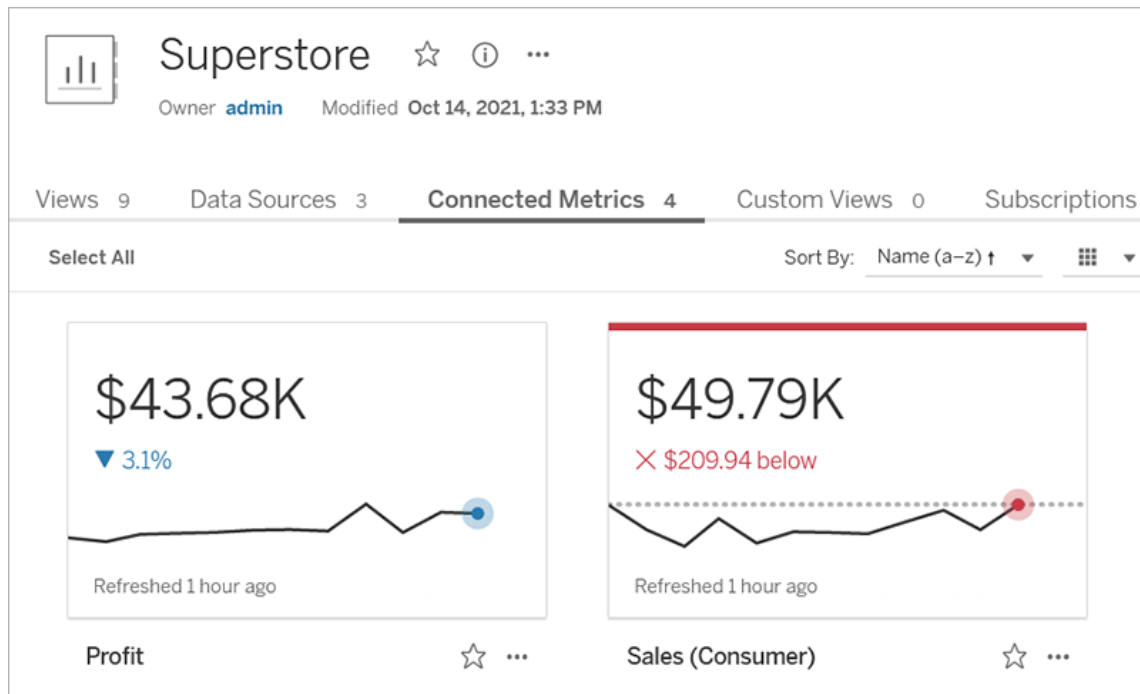 Superstore
Owner admin Modified Oct 14, 2021, 1:33 PM
Views 9 Data Sources 3 Connected Metrics 4 Custom Views 0 Subscriptions
Select All Sort By: Name (a–z)
$43.68K
3.1%
Refreshed 1 hour ago
Profit
$49.79K
$209.94 below
Refreshed 1 hour ago
Sales (Consumer)